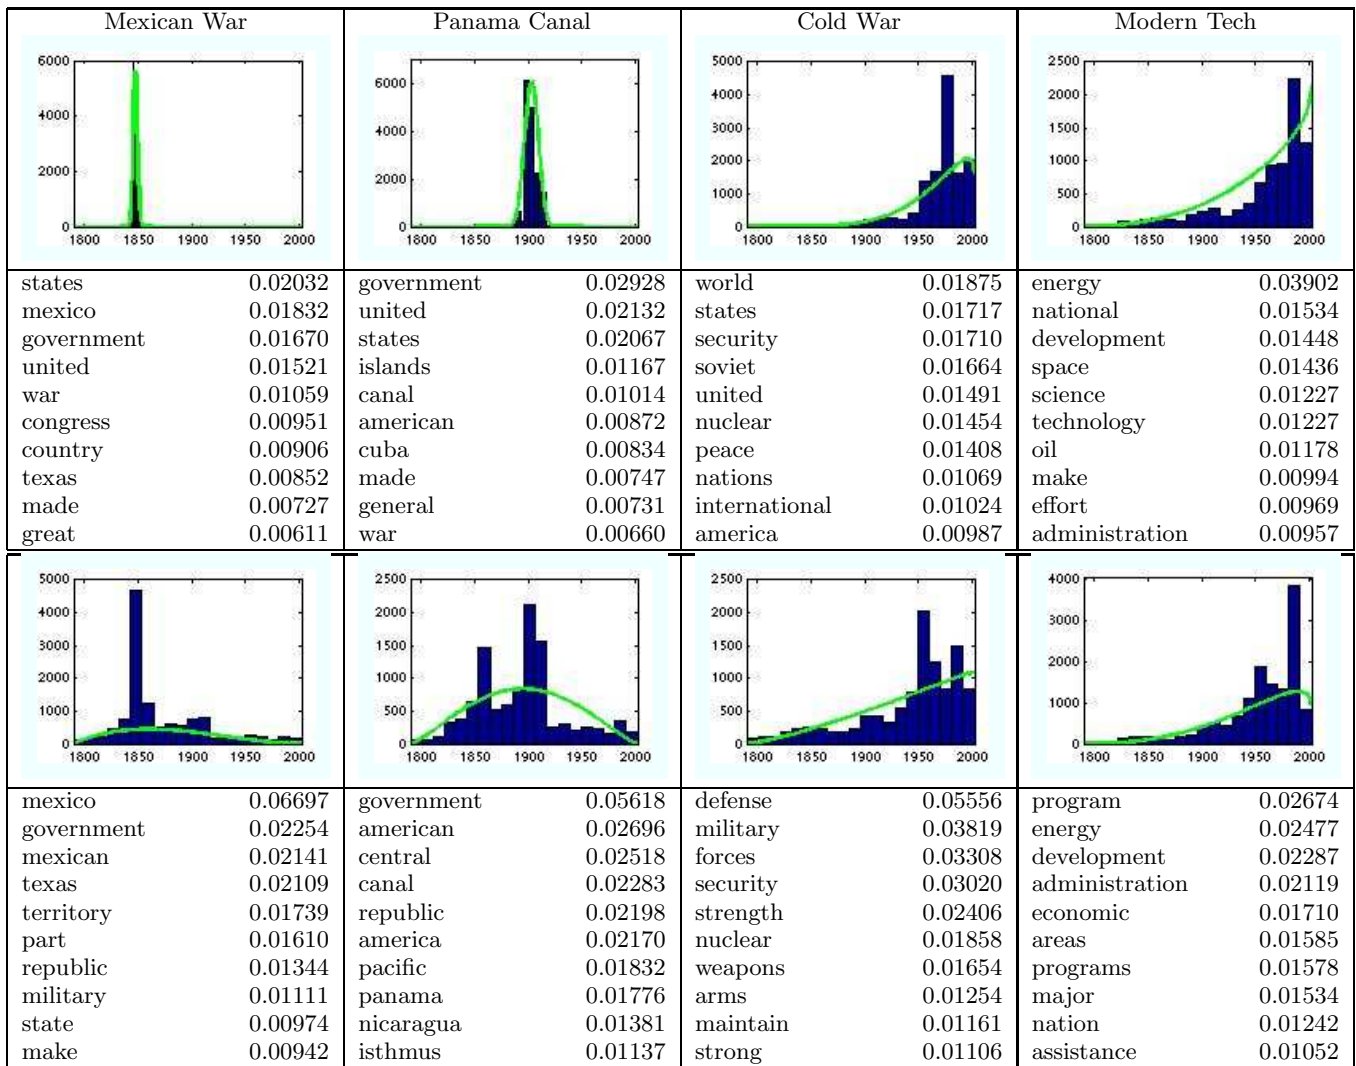 Mexican War Panama Canal Cold War Modern Tech
6000
4000
2000
0
1800 1850 1900 1950 2000
6000
4000
2000
0
1800 1850 1900 1950 2000
5000
4000
3000
2000
1000
0
1800 1850 1900 1950 2000
2500
2000
1500
1000
500
0
1800 1850 1900 1950 2000
states 0.02032 government 0.02928 world 0.01875 energy 0.03902
mexico 0.01832 united 0.02132 states 0.01717 national 0.01534
government 0.01670 states 0.02067 security 0.01710 development 0.01448
united 0.01521 islands 0.01167 soviet 0.01664 space 0.01436
war 0.01059 canal 0.01014 united 0.01491 science 0.01227
congress 0.00951 american 0.00872 nuclear 0.01454 technology 0.01227
country 0.00906 cuba 0.00834 peace 0.01408 oil 0.01178
texas 0.00852 made 0.00747 nations 0.01069 make 0.00994
made 0.00727 general 0.00731 international 0.01024 effort 0.00969
great 0.00611 war 0.00660 america 0.00987 administration 0.00957
5000
4000
3000
2000
1000
0
1800 1850 1900 1950 2000
2500
2000
1500
1000
500
0
1800 1850 1900 1950 2000
2500
2000
1500
1000
500
0
1800 1850 1900 1950 2000
4000
3000
2000
1000
0
1800 1850 1900 1950 2000
mexico 0.06697 government 0.05618 defense 0.05556 program 0.02674
government 0.02254 american 0.02696 military 0.03819 energy 0.02477
mexican 0.02141 central 0.02518 forces 0.03308 development 0.02287
texas 0.02109 canal 0.02283 security 0.03020 administration 0.02119
territory 0.01739 republic 0.02198 strength 0.02406 economic 0.01710
part 0.01610 america 0.02170 nuclear 0.01858 areas 0.01585
republic 0.01344 pacific 0.01832 weapons 0.01654 programs 0.01578
military 0.01111 panama 0.01776 arms 0.01254 major 0.01534
state 0.00974 nicaragua 0.01381 maintain 0.01161 nation 0.01242
make 0.00942 isthmus 0.01137 strong 0.01106 assistance 0.01052